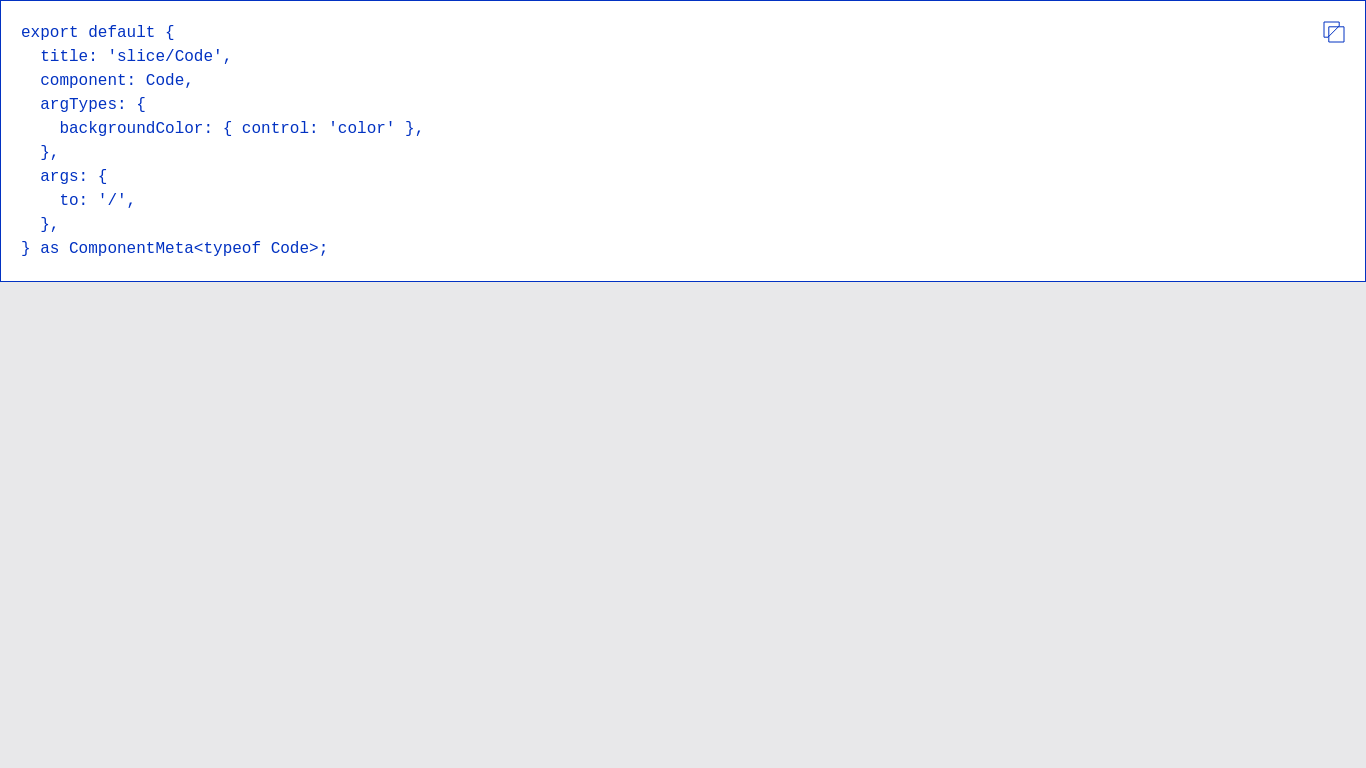 export default {
  title: 'slice/Code',
  component: Code,
  argTypes: {
    backgroundColor: { control: 'color' },
  },
  args: {
    to: '/',
  },
} as ComponentMeta<typeof Code>;